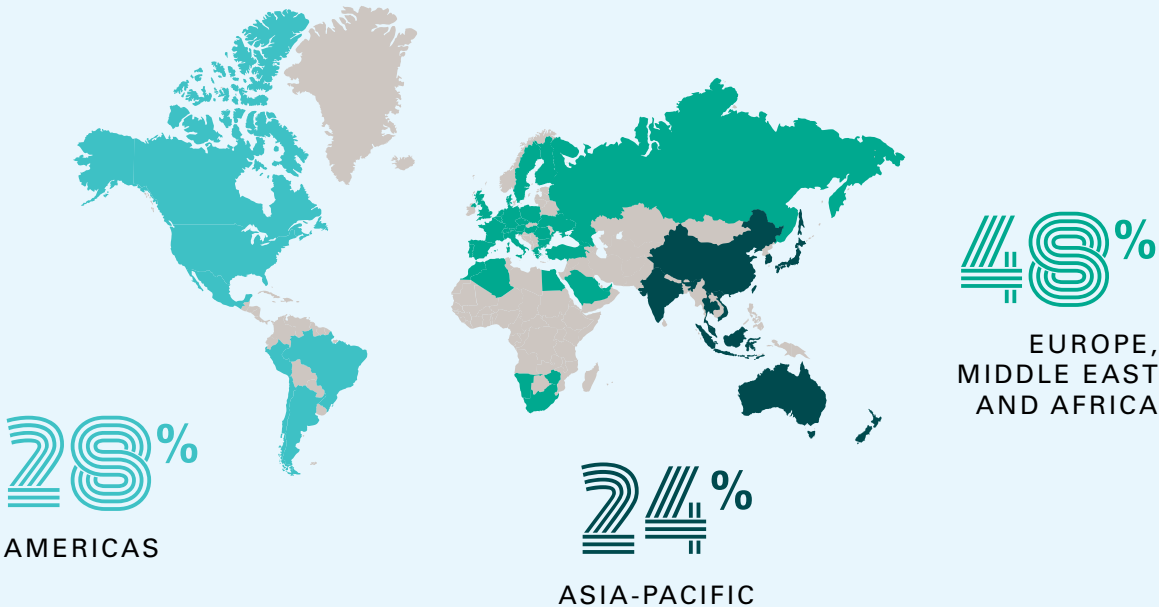 48%
EUROPE,
MIDDLE EAST
AND AFRICA
28%
AMERICAS
24%
ASIA-PACIFIC